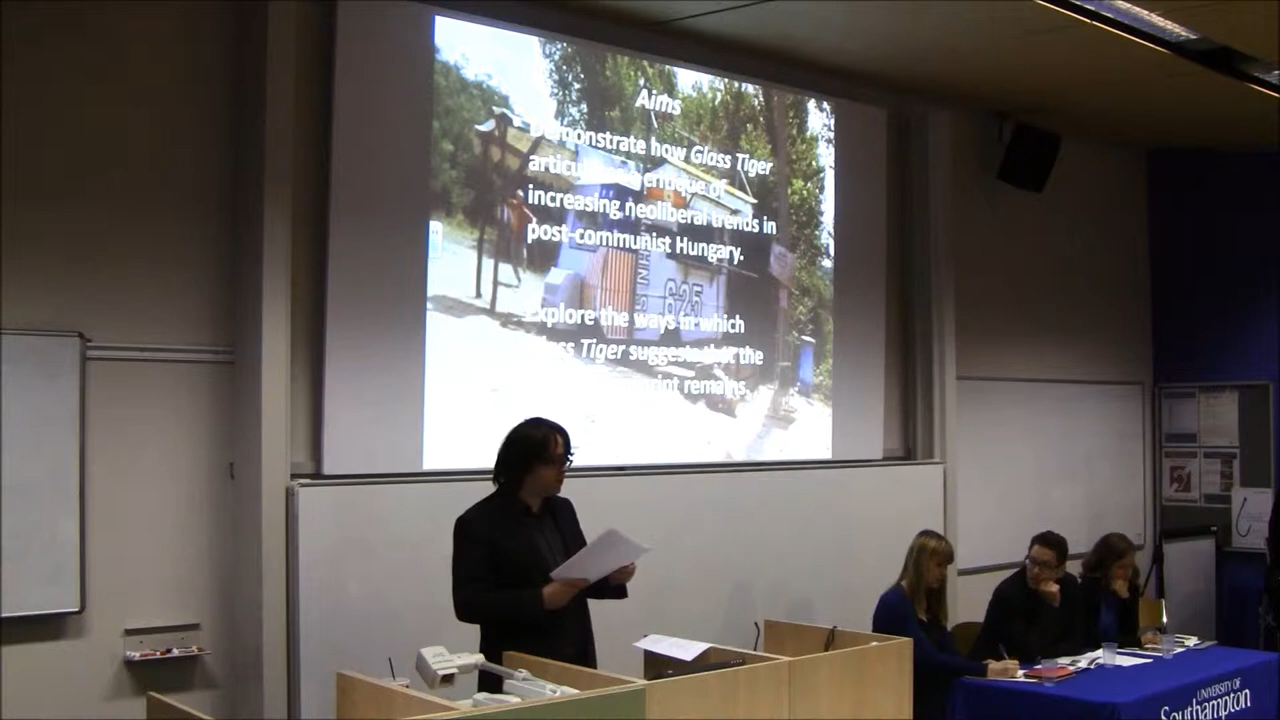 Aims
Demonstrate how Glass Tiger
critique of
increasing neoliberal trends in
post-communist Hungary.
625
Explore the ways in which
Glass Tiger suggests that the
remains.
UNIVERSITY OF
Southampton